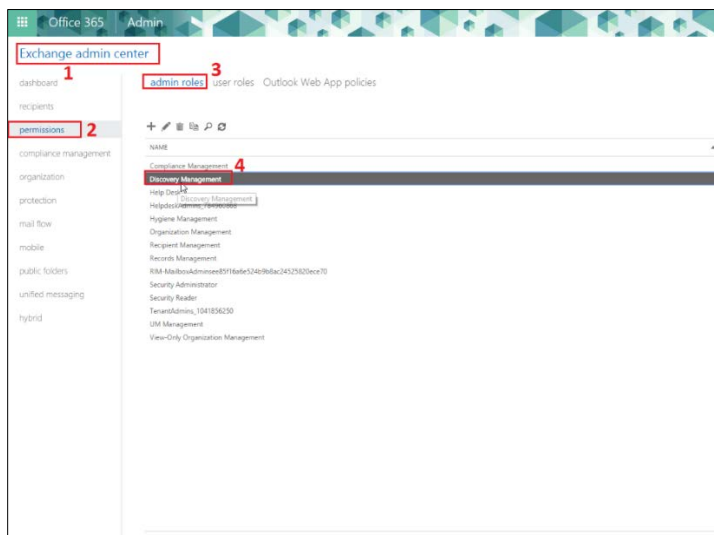 Office 365 Admin
Exchange admin center
1
dashboard
recipients
permissions 2
compliance management
organization
protection
mail flow
mobile
public folders
unified messaging
hybrid
3
admin roles user roles Outlook Web App policies
NAME
Compliance Management 4
Discovery Management
Help Desk
Discovery Management
Hygiene Management
Organization Management
Recipient Management
Records Management
Security Administrator
Security Reader
TenantAdmins_1041856250
UM Management
View-Only Organization Management